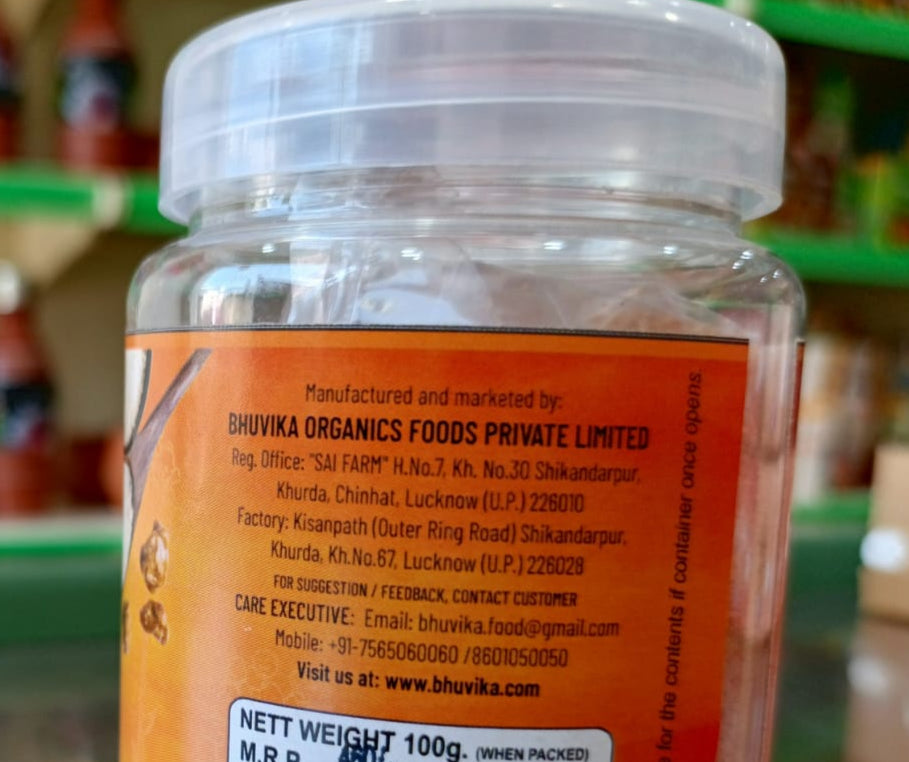 Manufactured and marketed by:
BHUVIKA ORGANICS FOODS PRIVATE LIMITED
Reg. Office: "SAI FARM" H.No.7, Kh. No.30 Shikandarpur,
Khurda, Chinhat, Lucknow (U.P.) 226010
Factory: Kisanpath (Outer Ring Road) Shikandarpur,
Khurda, Kh.No.67, Lucknow (U.P.) 226028
FOR SUGGESTION / FEEDBACK, CONTACT CUSTOMER
CARE EXECUTIVE: Email: bhuvika.food@gmail.com
Mobile: +91-7565060060 /8601050050
Visit us at: www.bhuvika.com
NETT WEIGHT 100g. (WHEN PACKED)
M.R.P.
for the contents if container once opens.